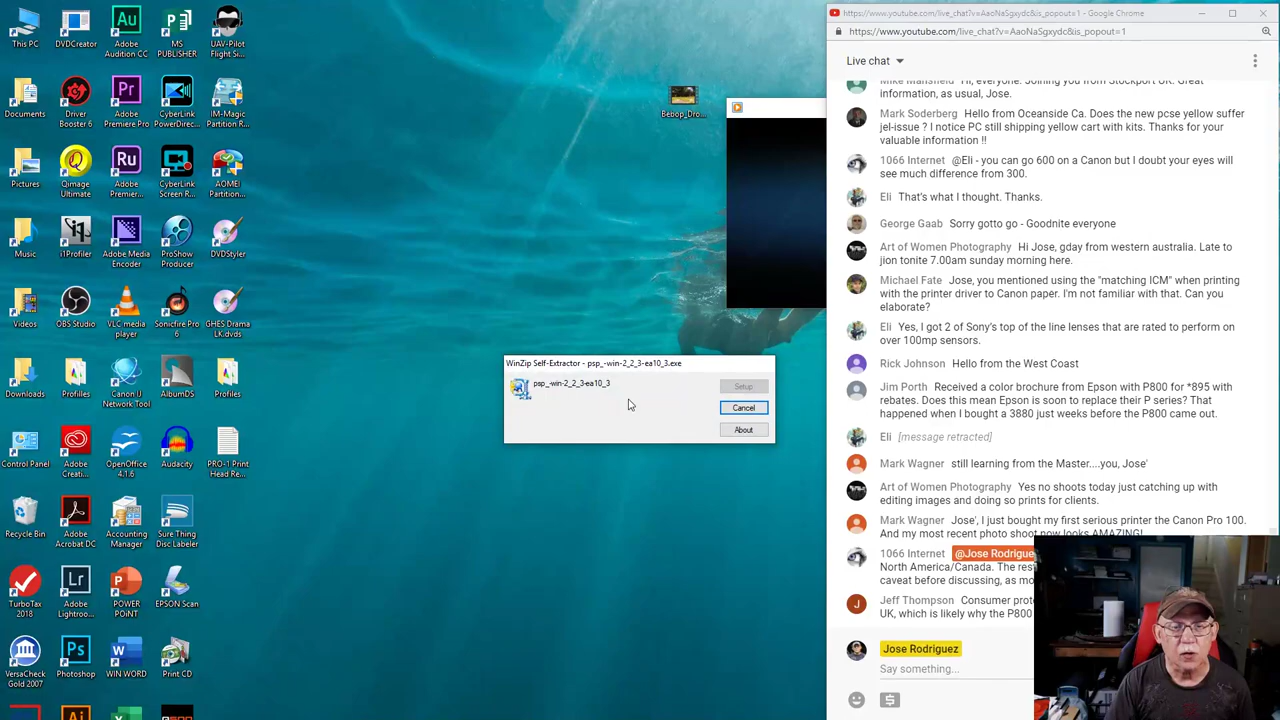 This PC
DVDCreator
Adobe
Audition CC
MS
PUBLISHER
UAV-Pilot
Flight Si...
Documents
Driver
Booster 6
Adobe
Premiere Pro
CyberLink
PowerDirec...
IM-Magic
Partition R...
Pictures
Qimage
Ultimate
Adobe
Premiere...
CyberLink
Screen R...
AOMEI
Partition...
Music
i1Profiler
Adobe Media
Encoder
ProShow
Producer
DVDStyler
Videos
OBS Studio
VLC media
player
Sonicfire Pro
6
GHES Drama
LK.dvds
Downloads
Profiles
Canon IJ
Network Tool
AlbumDS
Profiles
Control Panel
Adobe
Creati...
OpenOffice
4.1.6
Audacity
PRO-1 Print
Head Re...
Recycle Bin
Adobe
Acrobat DC
Accounting
Manager
Sure Thing
Disc Labeler
TurboTax
2018
Adobe
Lightroo...
POWER
POiNT
EPSON Scan
VersaCheck
Gold 2007
Photoshop
WIN WORD
Print CD
Bebop_Dro...
WinZip Self-Extractor - psp_-win-2_2_3-ea10_3.exe
psp_-win-2_2_3-ea10_3
Setup
Cancel
About
https://www.youtube.com/live_chat?v=AaoNaSgxydc&is_popout=1 - Google Chrome
https://www.youtube.com/live_chat?v=AaoNaSgxydc&is_popout=1
Live chat
Mike Mansfield Hi, everyone. Joining you from Stockport UK. Great
information, as usual, Jose.
Mark Soderberg Hello from Oceanside Ca. Does the new pcse yellow suffer
jel-issue ? I notice PC still shipping yellow cart with kits. Thanks for your
valuable information !!
1066 Internet @Eli - you can go 600 on a Canon but I doubt your eyes will
see much difference from 300.
Eli That's what I thought. Thanks.
George Gaab Sorry gotto go - Goodnite everyone
Art of Women Photography Hi Jose, gday from western australia. Late to
jion tonite 7.00am sunday morning here.
Michael Fate Jose, you mentioned using the "matching ICM" when printing
with the printer driver to Canon paper. I'm not familiar with that. Can you
elaborate?
Eli Yes, I got 2 of Sony's top of the line lenses that are rated to perform on
over 100mp sensors.
Rick Johnson Hello from the West Coast
Jim Porth Received a color brochure from Epson with P800 for *895 with
rebates. Does this mean Epson is soon to replace their P series? That
happened when I bought a 3880 just weeks before the P800 came out.
Eli [message retracted]
Mark Wagner still learning from the Master....you, Jose'
Art of Women Photography Yes no shoots today just catching up with
editing images and doing so prints for clients.
Mark Wagner Jose', I just bought my first serious printer the Canon Pro 100.
And my most recent photo shoot now looks AMAZING!
1066 Internet @Jose Rodrigue
North America/Canada. The res
caveat before discussing, as mo
Jeff Thompson Consumer prot
UK, which is likely why the P800
Jose Rodriguez
Say something...